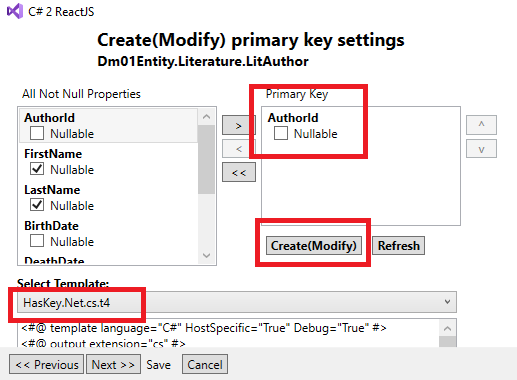 C# 2 ReactJS
Create(Modify) primary key settings
Dm01Entity.Literature.LitAuthor
All Not Null Properties
AuthorId
Nullable
FirstName
Nullable
LastName
Nullable
BirthDate
Nullable
DeathDate
>
<
<<
Primary Key
AuthorId
Nullable
^
v
Create(Modify)
Refresh
Select Template:
HasKey.Net.cs.t4
<#@ template language="C#" HostSpecific="True" Debug="True" #>
<#@ output extension="cs" #>
<< Previous
Next >>
Save
Cancel